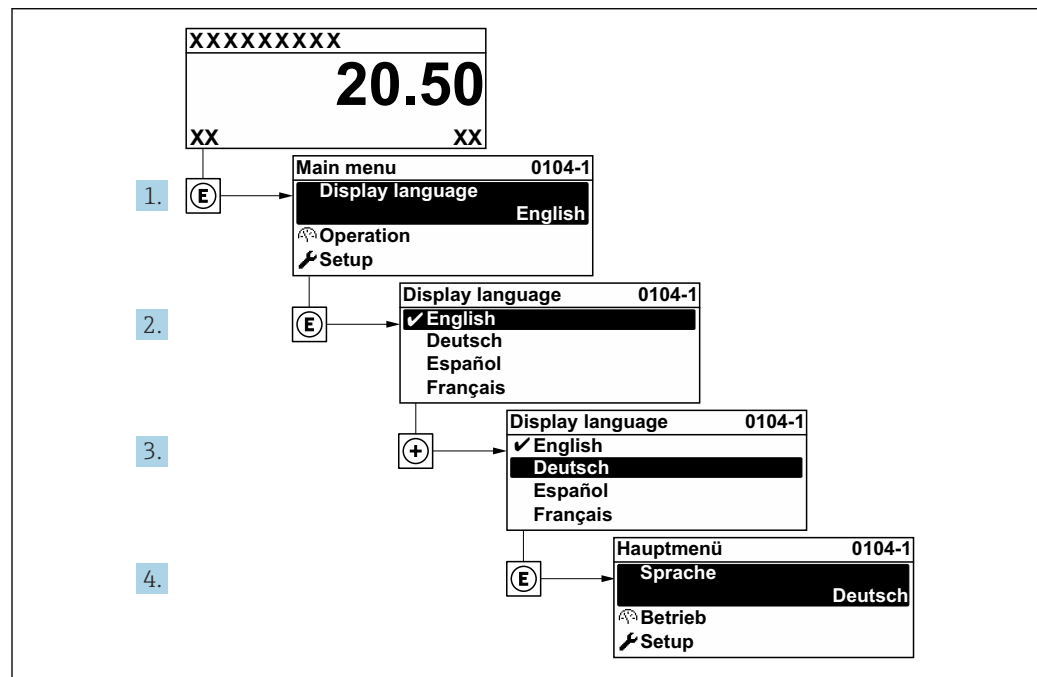 XXXXXXXXX
20.50
XX XX
1. E
Main menu 0104-1
Display language
English
Operation
Setup
2. E
Display language 0104-1
✔English
Deutsch
Español
Français
3. +
Display language 0104-1
✔English
Deutsch
Español
Français
4. E
Hauptmenü 0104-1
Sprache
Deutsch
Betrieb
Setup